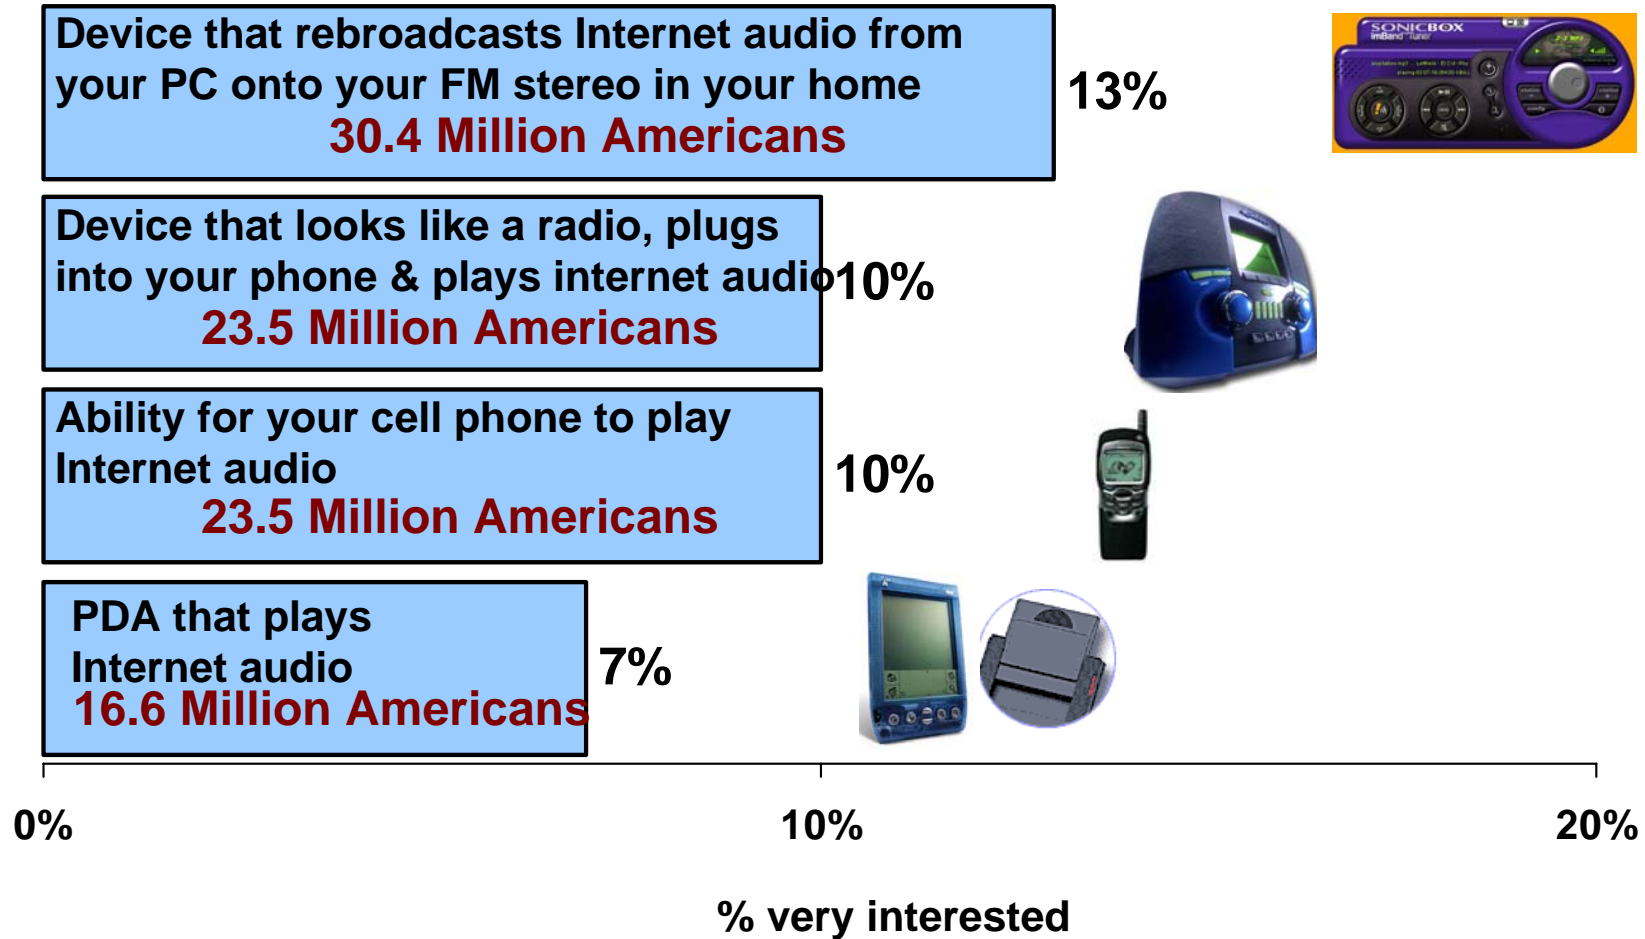 Device that rebroadcasts Internet audio from
your PC onto your FM stereo in your home
30.4 Million Americans
13%
SONICBOX
imBand Tuner
Device that looks like a radio, plugs
into your phone & plays internet audio
10%
23.5 Million Americans
Ability for your cell phone to play
Internet audio
10%
23.5 Million Americans
PDA that plays
Internet audio
7%
16.6 Million Americans
0%
10%
20%
% very interested